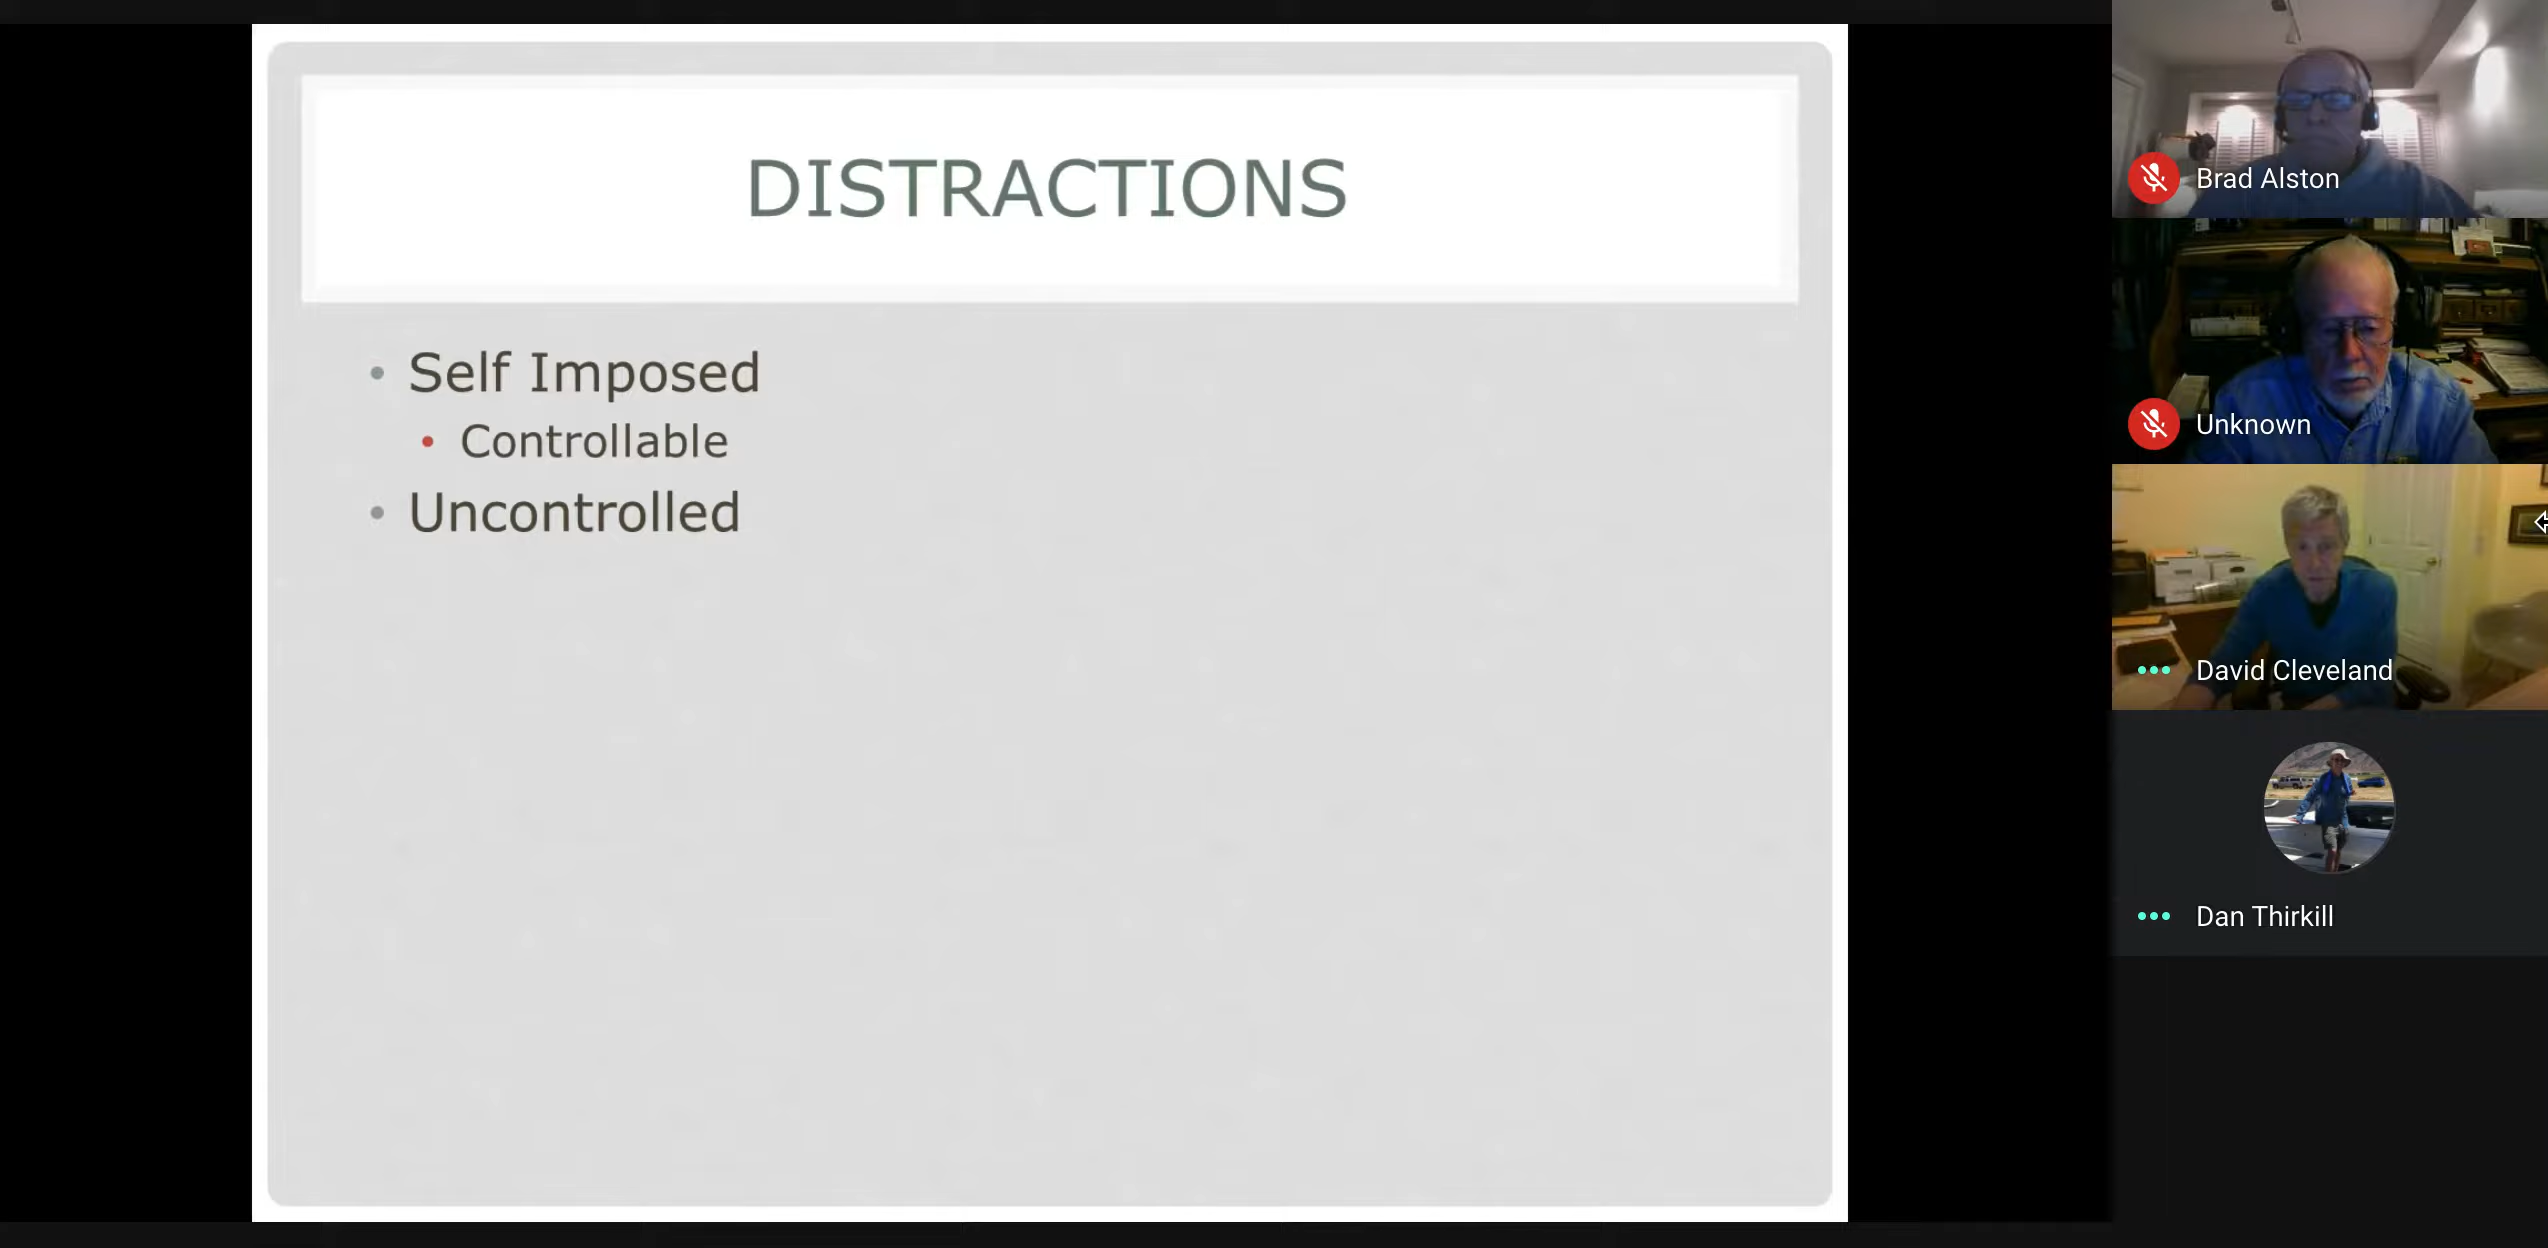 DISTRACTIONS
• Self Imposed
• Controllable
• Uncontrolled
Brad Alston
Unknown
David Cleveland
Dan Thirkill